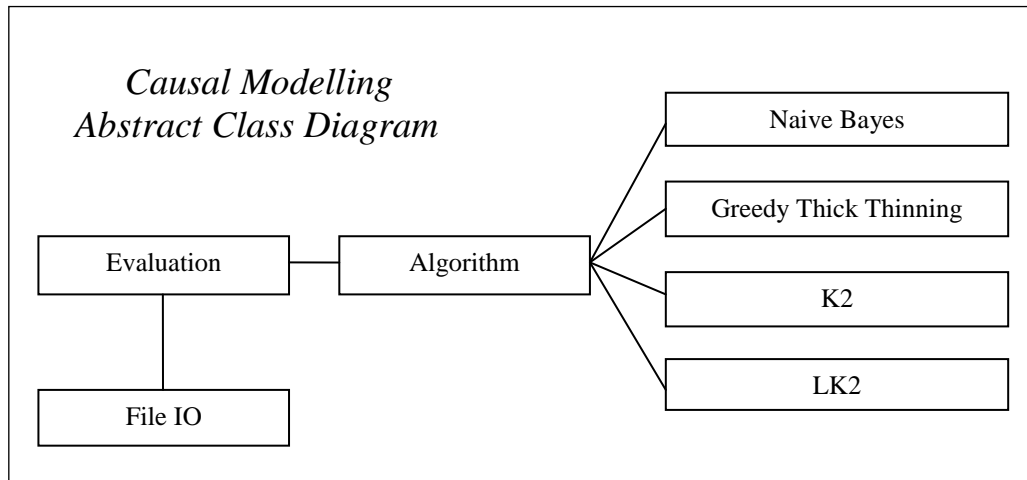 Causal Modelling
Abstract Class Diagram
Naive Bayes
Greedy Thick Thinning
Evaluation
Algorithm
K2
LK2
File IO